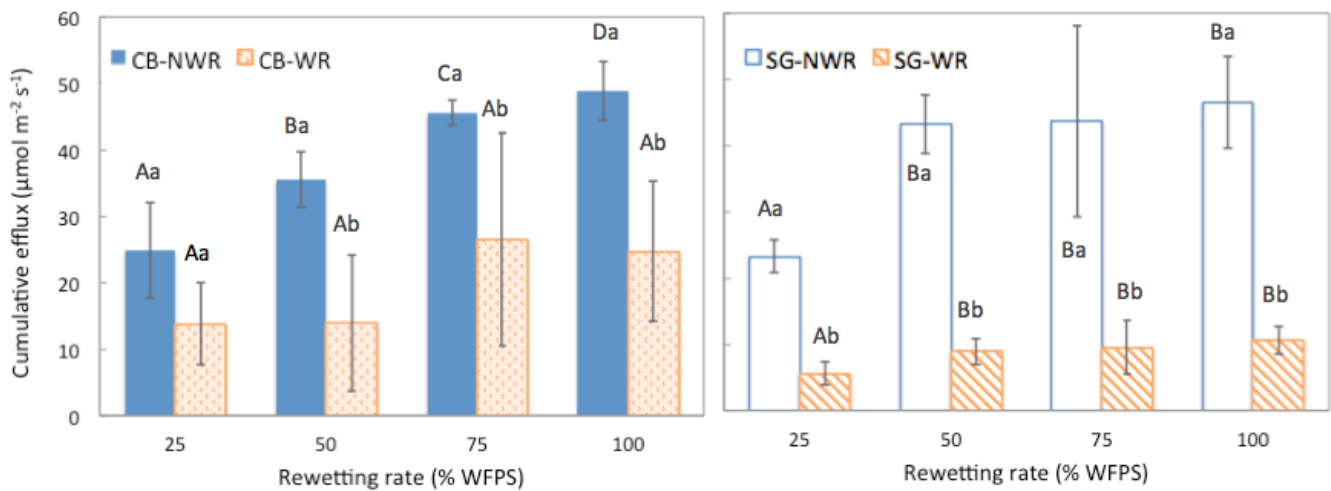 60
50
40
30
20
10
0
Cumulative efflux (μmol m⁻² s⁻¹)
CB-NWR CB-WR
Aa
Aa
Ba
Ab
Ca
Ab
Da
Ab
25 50 75 100
Rewetting rate (% WFPS)
SG-NWR SG-WR
Aa
Ab
Ba
Bb
Ba
Bb
Ba
Bb
25 50 75 100
Rewetting rate (% WFPS)